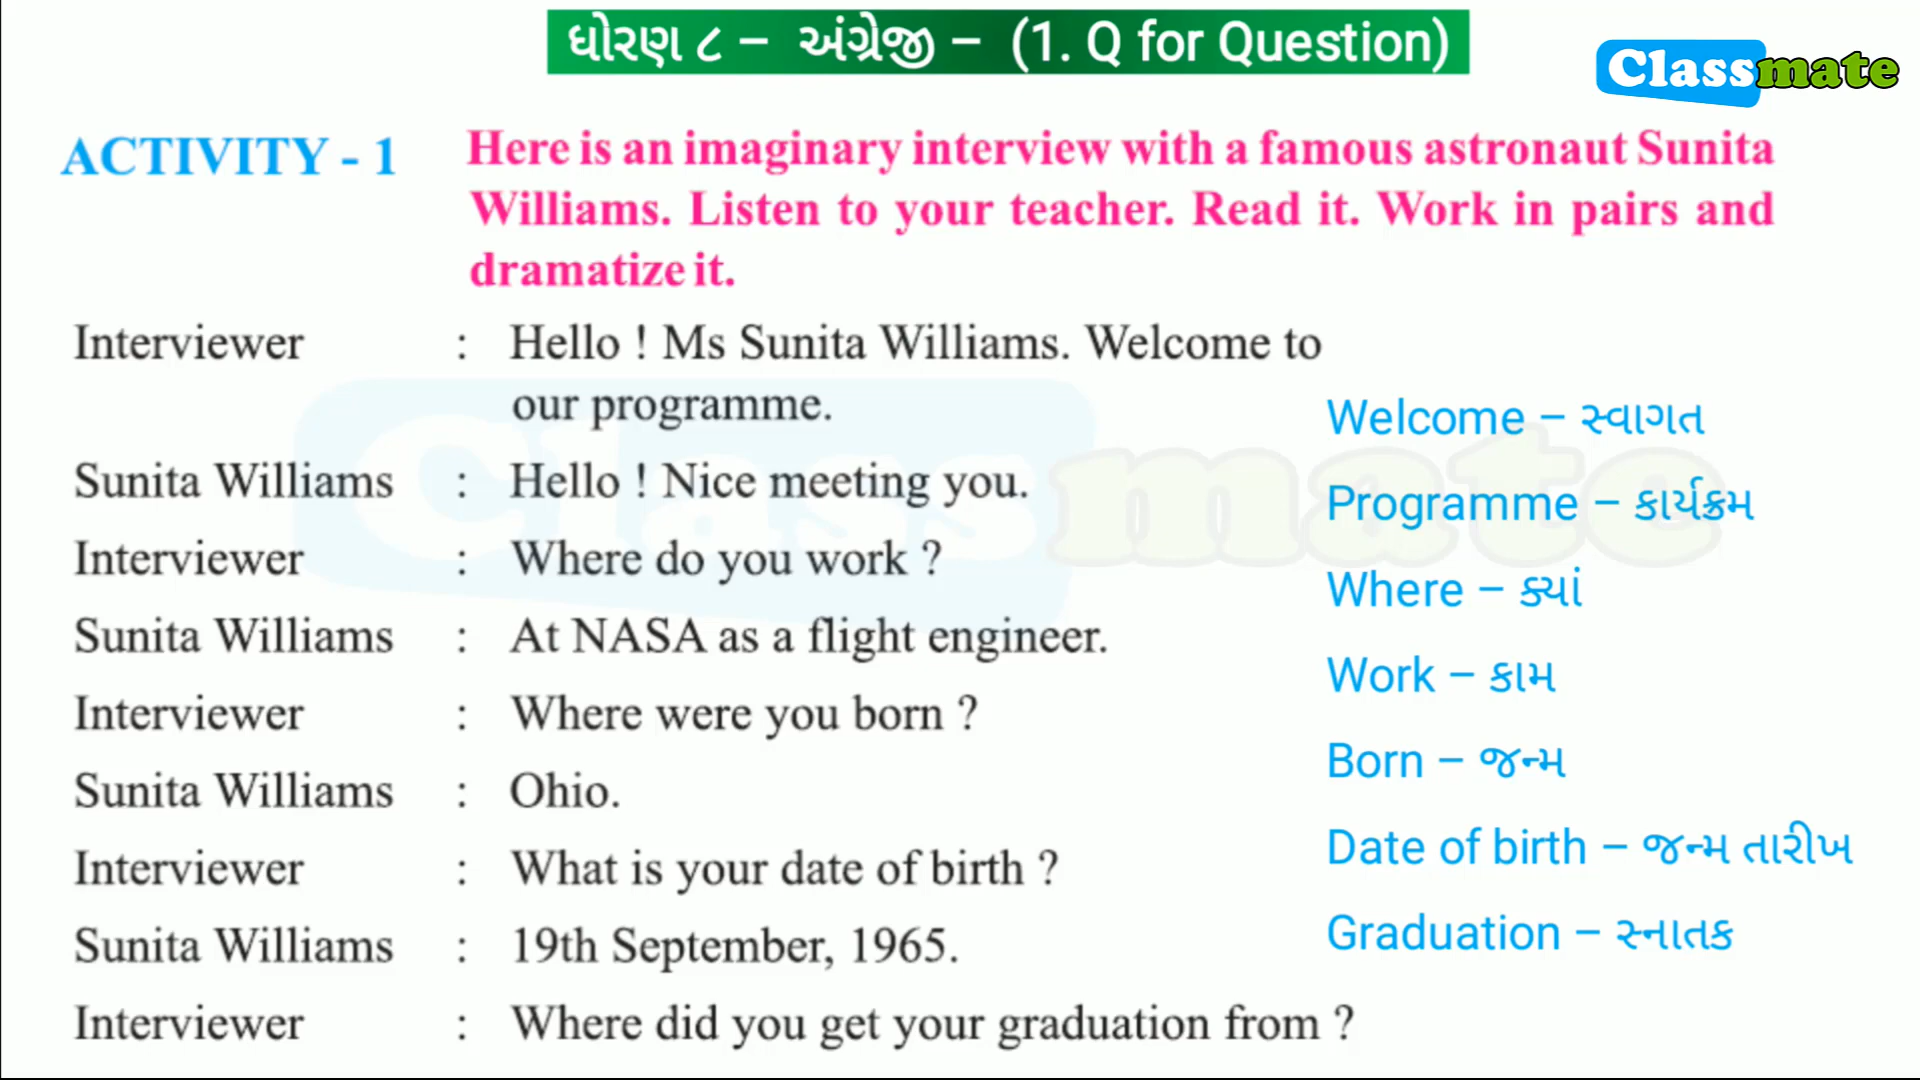 ધોરણ ૮ – અંગ્રેજી – (1. Q for Question)
Classmate
ACTIVITY - 1 Here is an imaginary interview with a famous astronaut Sunita
Williams. Listen to your teacher. Read it. Work in pairs and
dramatize it.
Interviewer : Hello ! Ms Sunita Williams. Welcome to
our programme.
Sunita Williams : Hello ! Nice meeting you.
Interviewer : Where do you work ?
Sunita Williams : At NASA as a flight engineer.
Interviewer : Where were you born ?
Sunita Williams : Ohio.
Interviewer : What is your date of birth ?
Sunita Williams : 19th September, 1965.
Interviewer : Where did you get your graduation from ?
Welcome – સ્વાગત
Programme – કાર્યક્રમ
Where – ક્યાં
Work – કામ
Born – જન્મ
Date of birth – જન્મ તારીખ
Graduation – સ્નાતક
Classmate